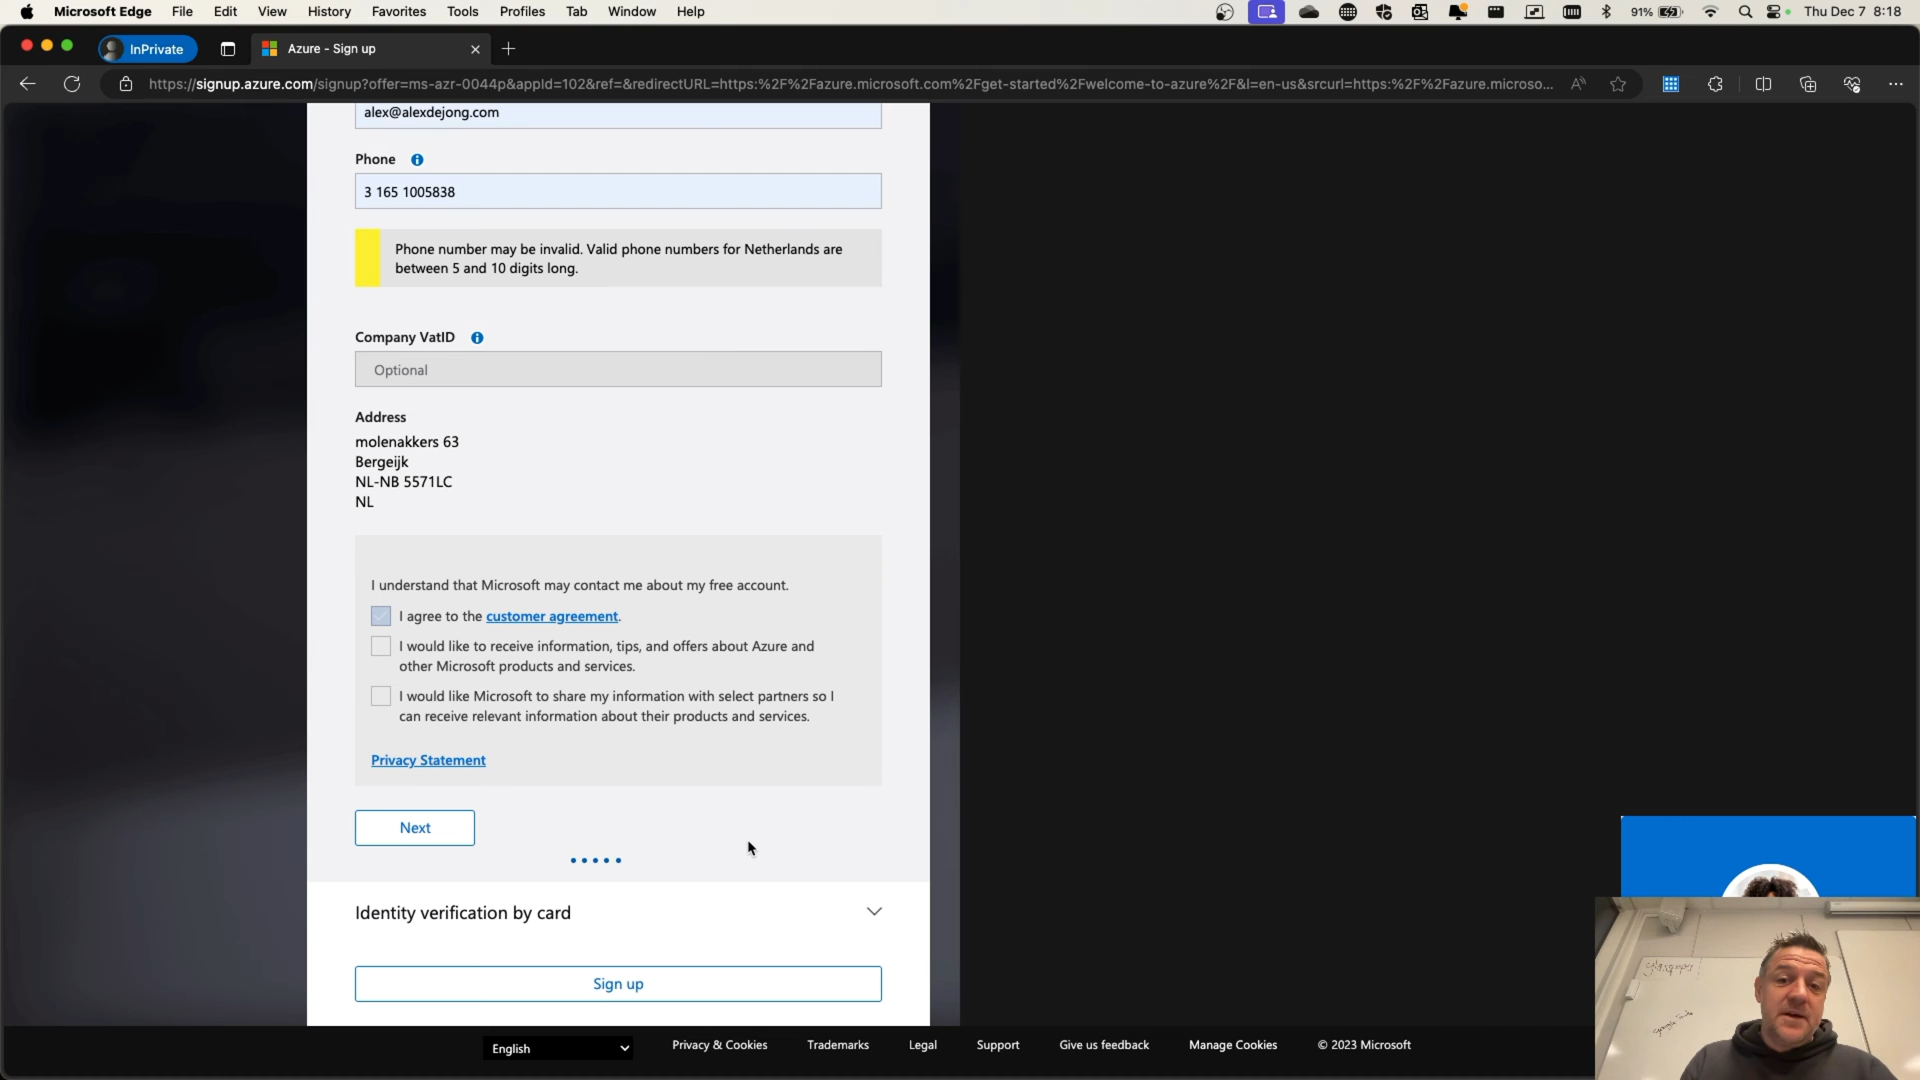 Microsoft Edge File Edit View History Favorites Tools Profiles Tab Window Help 91% Thu Dec 7 8:18
InPrivate Azure - Sign up
https://signup.azure.com/signup?offer=ms-azr-0044p&appId=102&ref=&redirectURL=https:%2F%2Fazure.microsoft.com%2Fget-started%2Fwelcome-to-azure%2F&l=en-us&srcurl=https:%2F%2Fazure.microso...
alex@alexdejong.com
Phone
3 165 1005838
Phone number may be invalid. Valid phone numbers for Netherlands are
between 5 and 10 digits long.
Company VatID
Optional
Address
molenakkers 63
Bergeijk
NL-NB 5571LC
NL
I understand that Microsoft may contact me about my free account.
I agree to the customer agreement.
I would like to receive information, tips, and offers about Azure and
other Microsoft products and services.
I would like Microsoft to share my information with select partners so I
can receive relevant information about their products and services.
Privacy Statement
Next
Identity verification by card
Sign up
English Privacy & Cookies Trademarks Legal Support Give us feedback Manage Cookies © 2023 Microsoft